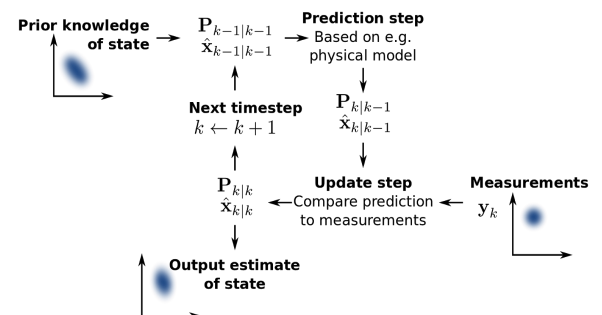 Prior knowledge
of state
P_{k−1|k−1}
x̂_{k−1|k−1}
Prediction step
Based on e.g.
physical model
Next timestep
k ← k + 1
P_{k|k−1}
x̂_{k|k−1}
P_{k|k}
x̂_{k|k}
Update step
Compare prediction
to measurements
Measurements
y_k
Output estimate
of state